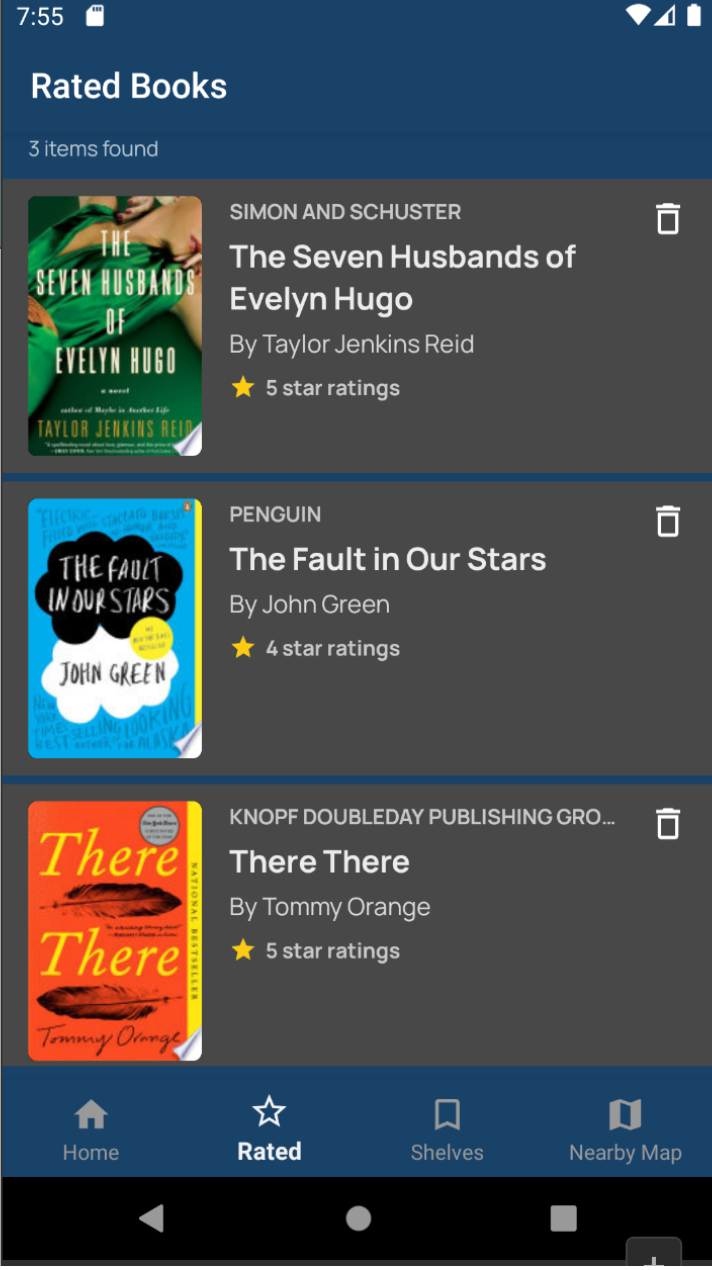 7:55
Rated Books
3 items found
THE
SEVEN HUSBANDS
OF
EVELYN HUGO
a novel
author of Maybe in Another Life
TAYLOR JENKINS REID
SIMON AND SCHUSTER
The Seven Husbands of
Evelyn Hugo
By Taylor Jenkins Reid
5 star ratings
THE FAULT
IN OUR STARS
JOHN GREEN
PENGUIN
The Fault in Our Stars
By John Green
4 star ratings
There
There
NATIONAL BESTSELLER
Tommy Orange
KNOPF DOUBLEDAY PUBLISHING GRO...
There There
By Tommy Orange
5 star ratings
Home
Rated
Shelves
Nearby Map